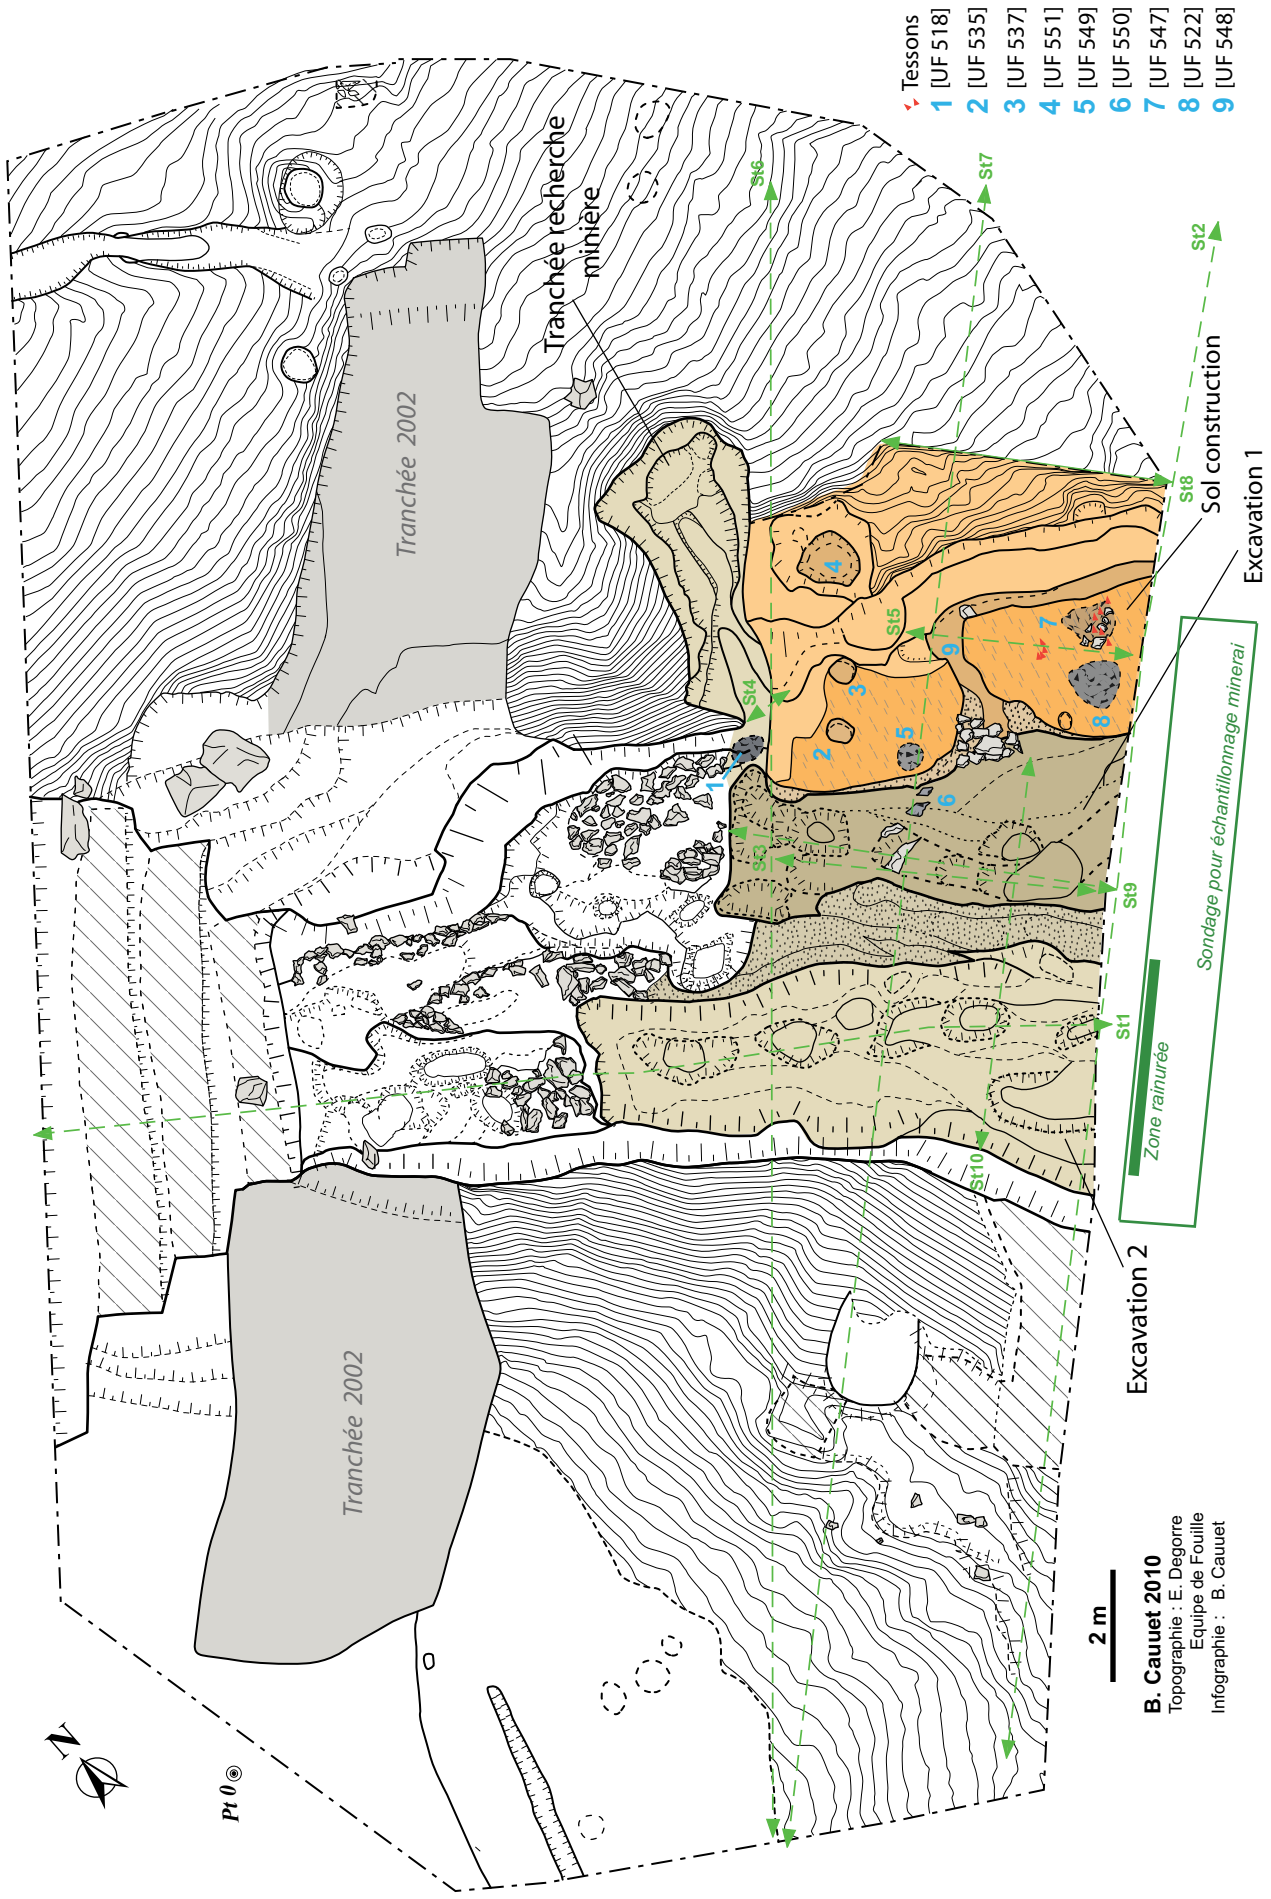 Tessons
1 [UF 518]
2 [UF 535]
3 [UF 537]
4 [UF 551]
5 [UF 549]
6 [UF 550]
7 [UF 547]
8 [UF 522]
9 [UF 548]
Tranchée recherche
minière
Tranchée 2002
Tranchée 2002
St6
St7
St2
St8
Sol construction
Excavation 1
St5
St4
St3
St9
St1
St10
1
2
3
4
5
6
7
8
9
Sondage pour échantillonnage minerai
Zone rainurée
Excavation 2
N
Pt 0
2 m
B. Cauuet 2010
Topographie : E. Degorre
Equipe de Fouille
Infographie : B. Cauuet